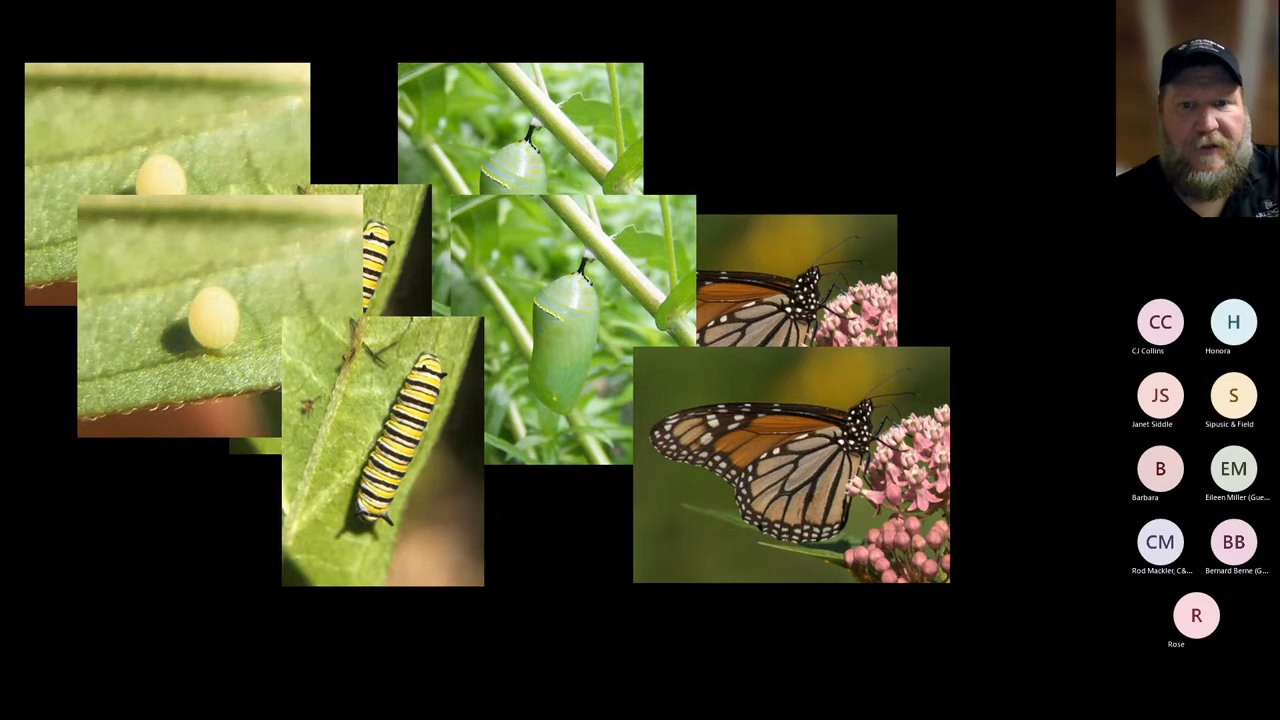 CC
H
CJ Collins
Honora
JS
S
Janet Siddle
Sipusic & Field
B
EM
Barbara
Eileen Miller (Gue...
CM
BB
Rod Mackler, C&...
Bernard Berne (G...
R
Rose